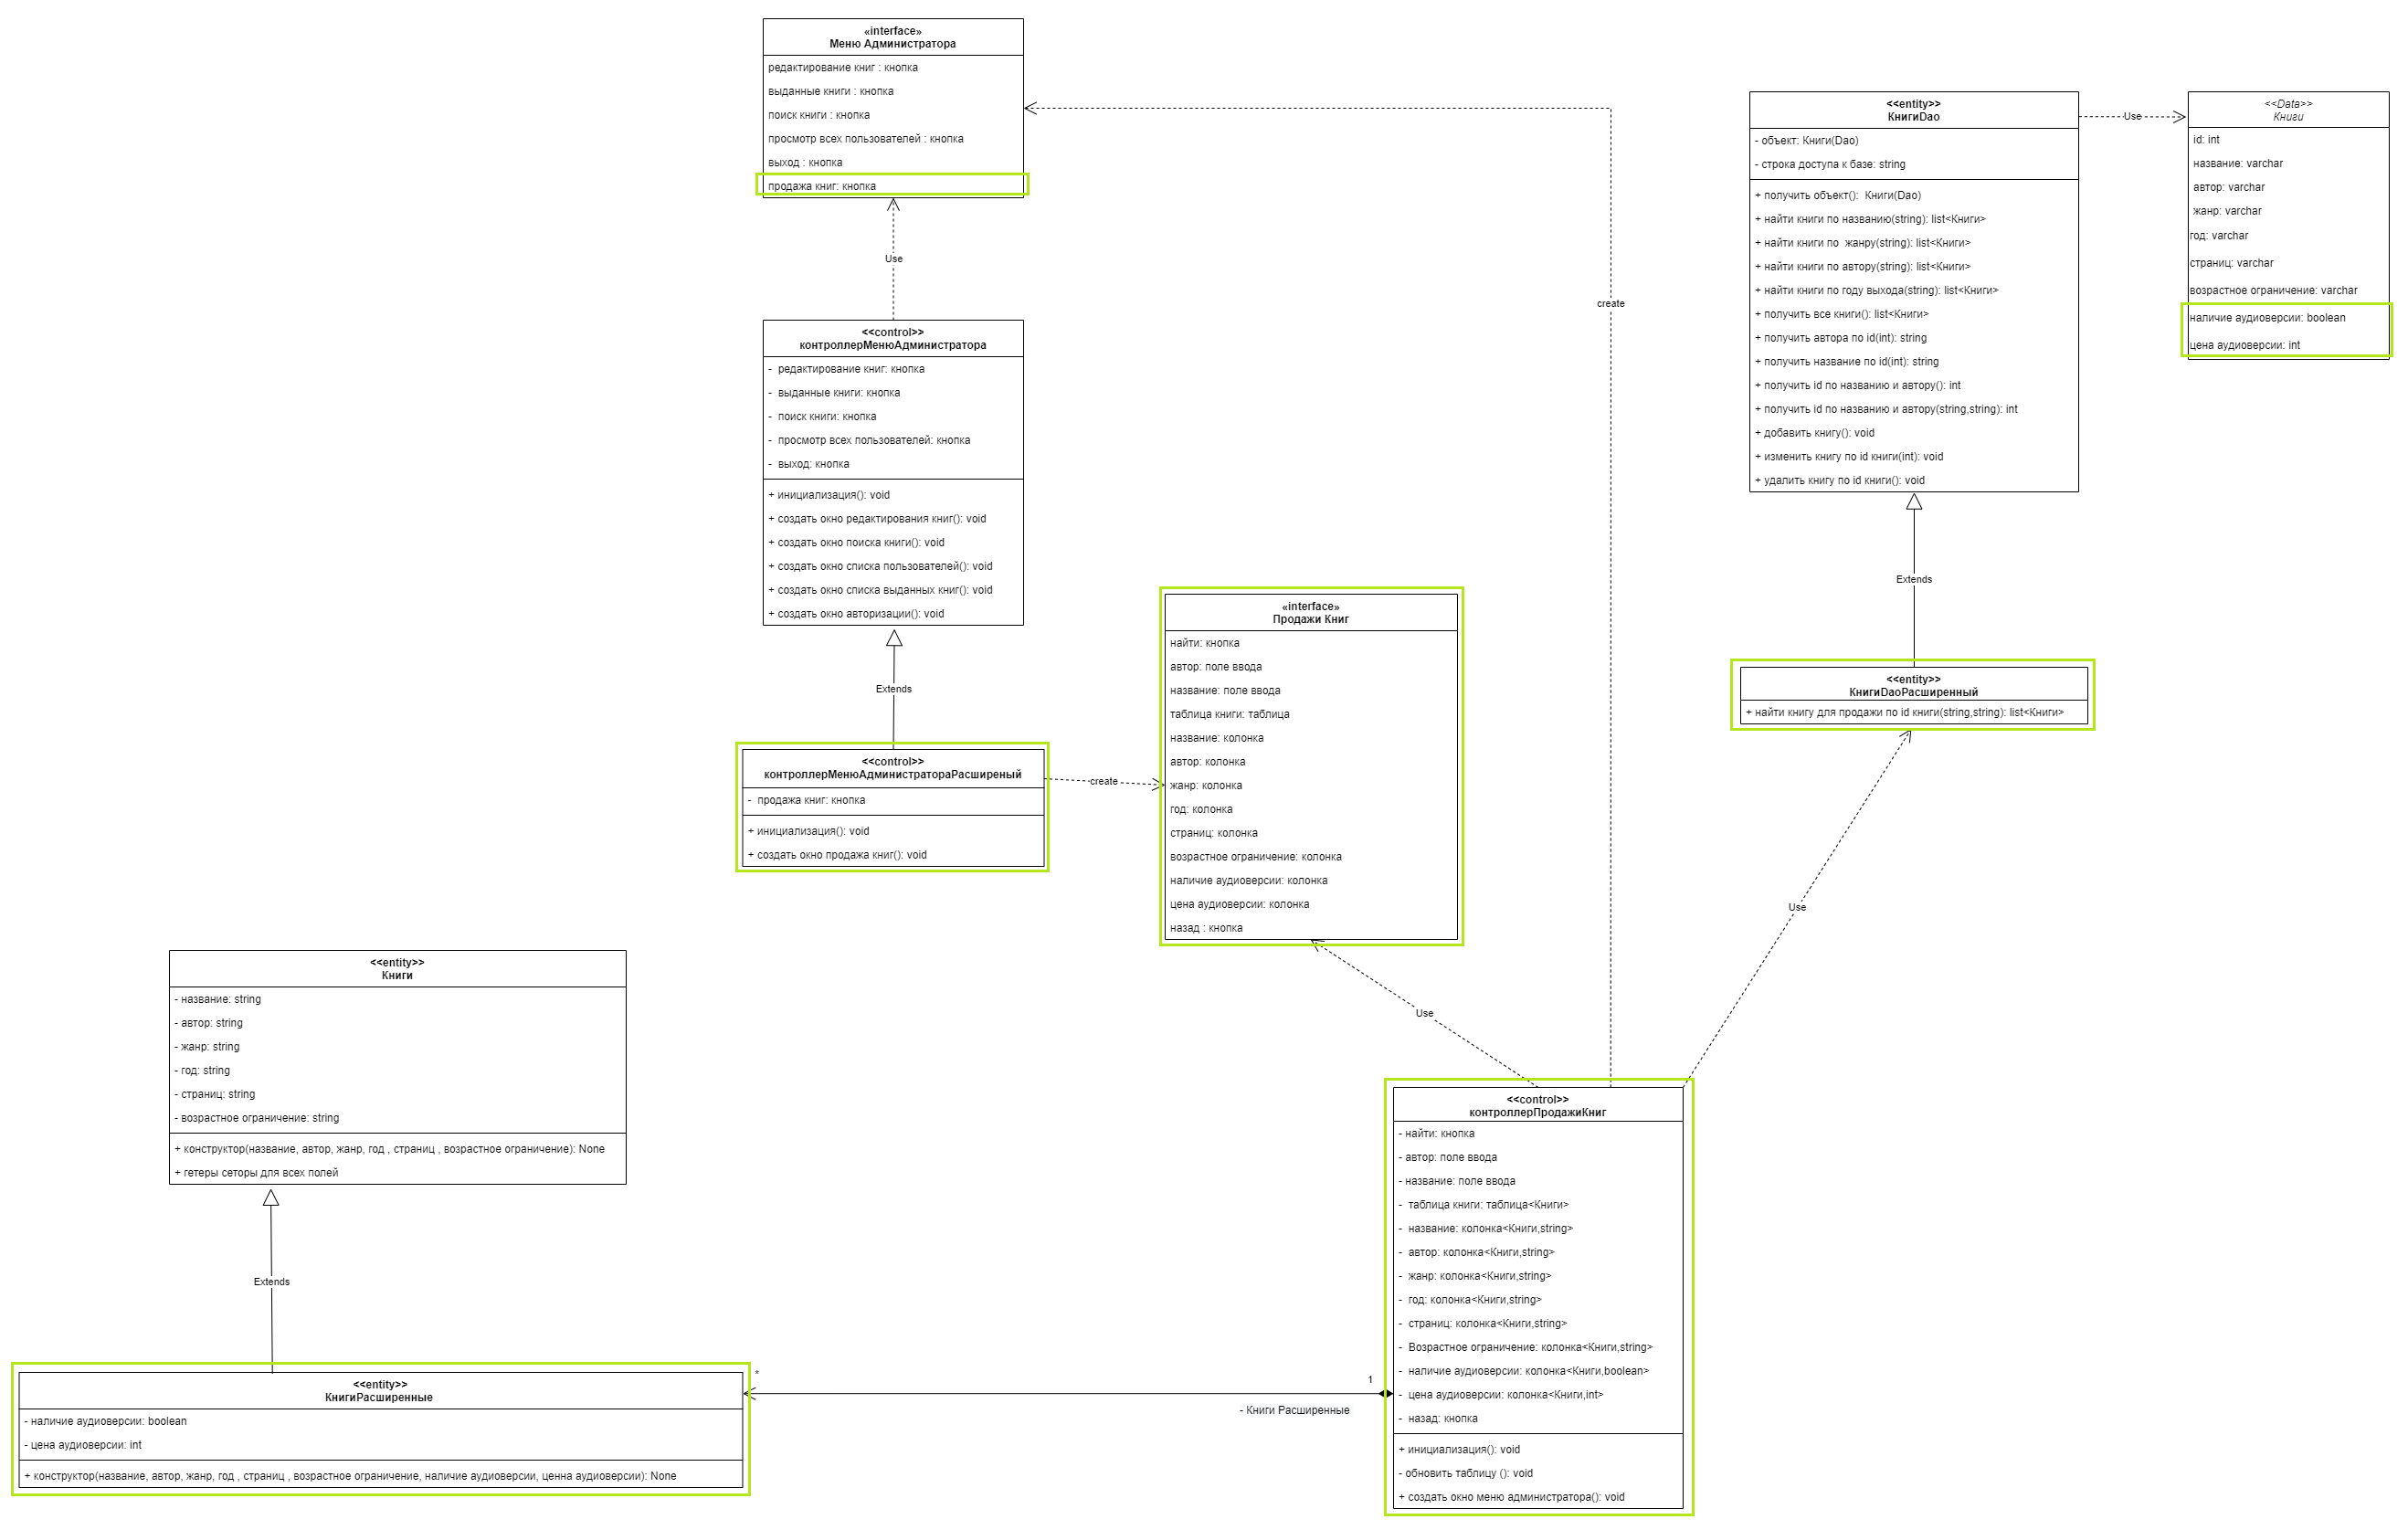 «interface»
Меню Администратора
редактирование книг : кнопка
выданные книги : кнопка
поиск книги : кнопка
просмотр всех пользователей : кнопка
выход : кнопка
продажа книг: кнопка
Use
<<control>>
контроллерМенюАдминистратора
- редактирование книг: кнопка
- выданные книги: кнопка
- поиск книги: кнопка
- просмотр всех пользователей: кнопка
- выход: кнопка
+ инициализация(): void
+ создать окно редактирования книг(): void
+ создать окно поиска книги(): void
+ создать окно списка пользователей(): void
+ создать окно списка выданных книг(): void
+ создать окно авторизации(): void
Extends
<<control>>
контроллерМенюАдминистратораРасширеный
- продажа книг: кнопка
+ инициализация(): void
+ создать окно продажа книг(): void
create
«interface»
Продажи Книг
найти: кнопка
автор: поле ввода
название: поле ввода
таблица книги: таблица
название: колонка
автор: колонка
жанр: колонка
год: колонка
страниц: колонка
возрастное ограничение: колонка
наличие аудиоверсии: колонка
цена аудиоверсии: колонка
назад : кнопка
Use
create
<<entity>>
КнигиDao
- объект: Книги(Dao)
- строка доступа к базе: string
+ получить объект(): Книги(Dao)
+ найти книги по названию(string): list<Книги>
+ найти книги по жанру(string): list<Книги>
+ найти книги по автору(string): list<Книги>
+ найти книги по году выхода(string): list<Книги>
+ получить все книги(): list<Книги>
+ получить автора по id(int): string
+ получить название по id(int): string
+ получить id по названию и автору(): int
+ получить id по названию и автору(string,string): int
+ добавить книгу(): void
+ изменить книгу по id книги(int): void
+ удалить книгу по id книги(): void
Use
<<Data>>
Книги
id: int
название: varchar
автор: varchar
жанр: varchar
год: varchar
страниц: varchar
возрастное ограничение: varchar
наличие аудиоверсии: boolean
цена аудиоверсии: int
Extends
<<entity>>
КнигиDaoРасширенный
+ найти книгу для продажи по id книги(string,string): list<Книги>
Use
<<entity>>
Книги
- название: string
- автор: string
- жанр: string
- год: string
- страниц: string
- возрастное ограничение: string
+ конструктор(название, автор, жанр, год , страниц , возрастное ограничение): None
+ гетеры сеторы для всех полей
Extends
<<entity>>
КнигиРасширенные
- наличие аудиоверсии: boolean
- цена аудиоверсии: int
+ конструктор(название, автор, жанр, год , страниц , возрастное ограничение, наличие аудиоверсии, ценна аудиоверсии): None
*
1
- Книги Расширенные
<<control>>
контроллерПродажиКниг
- найти: кнопка
- автор: поле ввода
- название: поле ввода
- таблица книги: таблица<Книги>
- название: колонка<Книги,string>
- автор: колонка<Книги,string>
- жанр: колонка<Книги,string>
- год: колонка<Книги,string>
- страниц: колонка<Книги,string>
- Возрастное ограничение: колонка<Книги,string>
- наличие аудиоверсии: колонка<Книги,boolean>
- цена аудиоверсии: колонка<Книги,int>
- назад: кнопка
+ инициализация(): void
- обновить таблицу (): void
+ создать окно меню администратора(): void